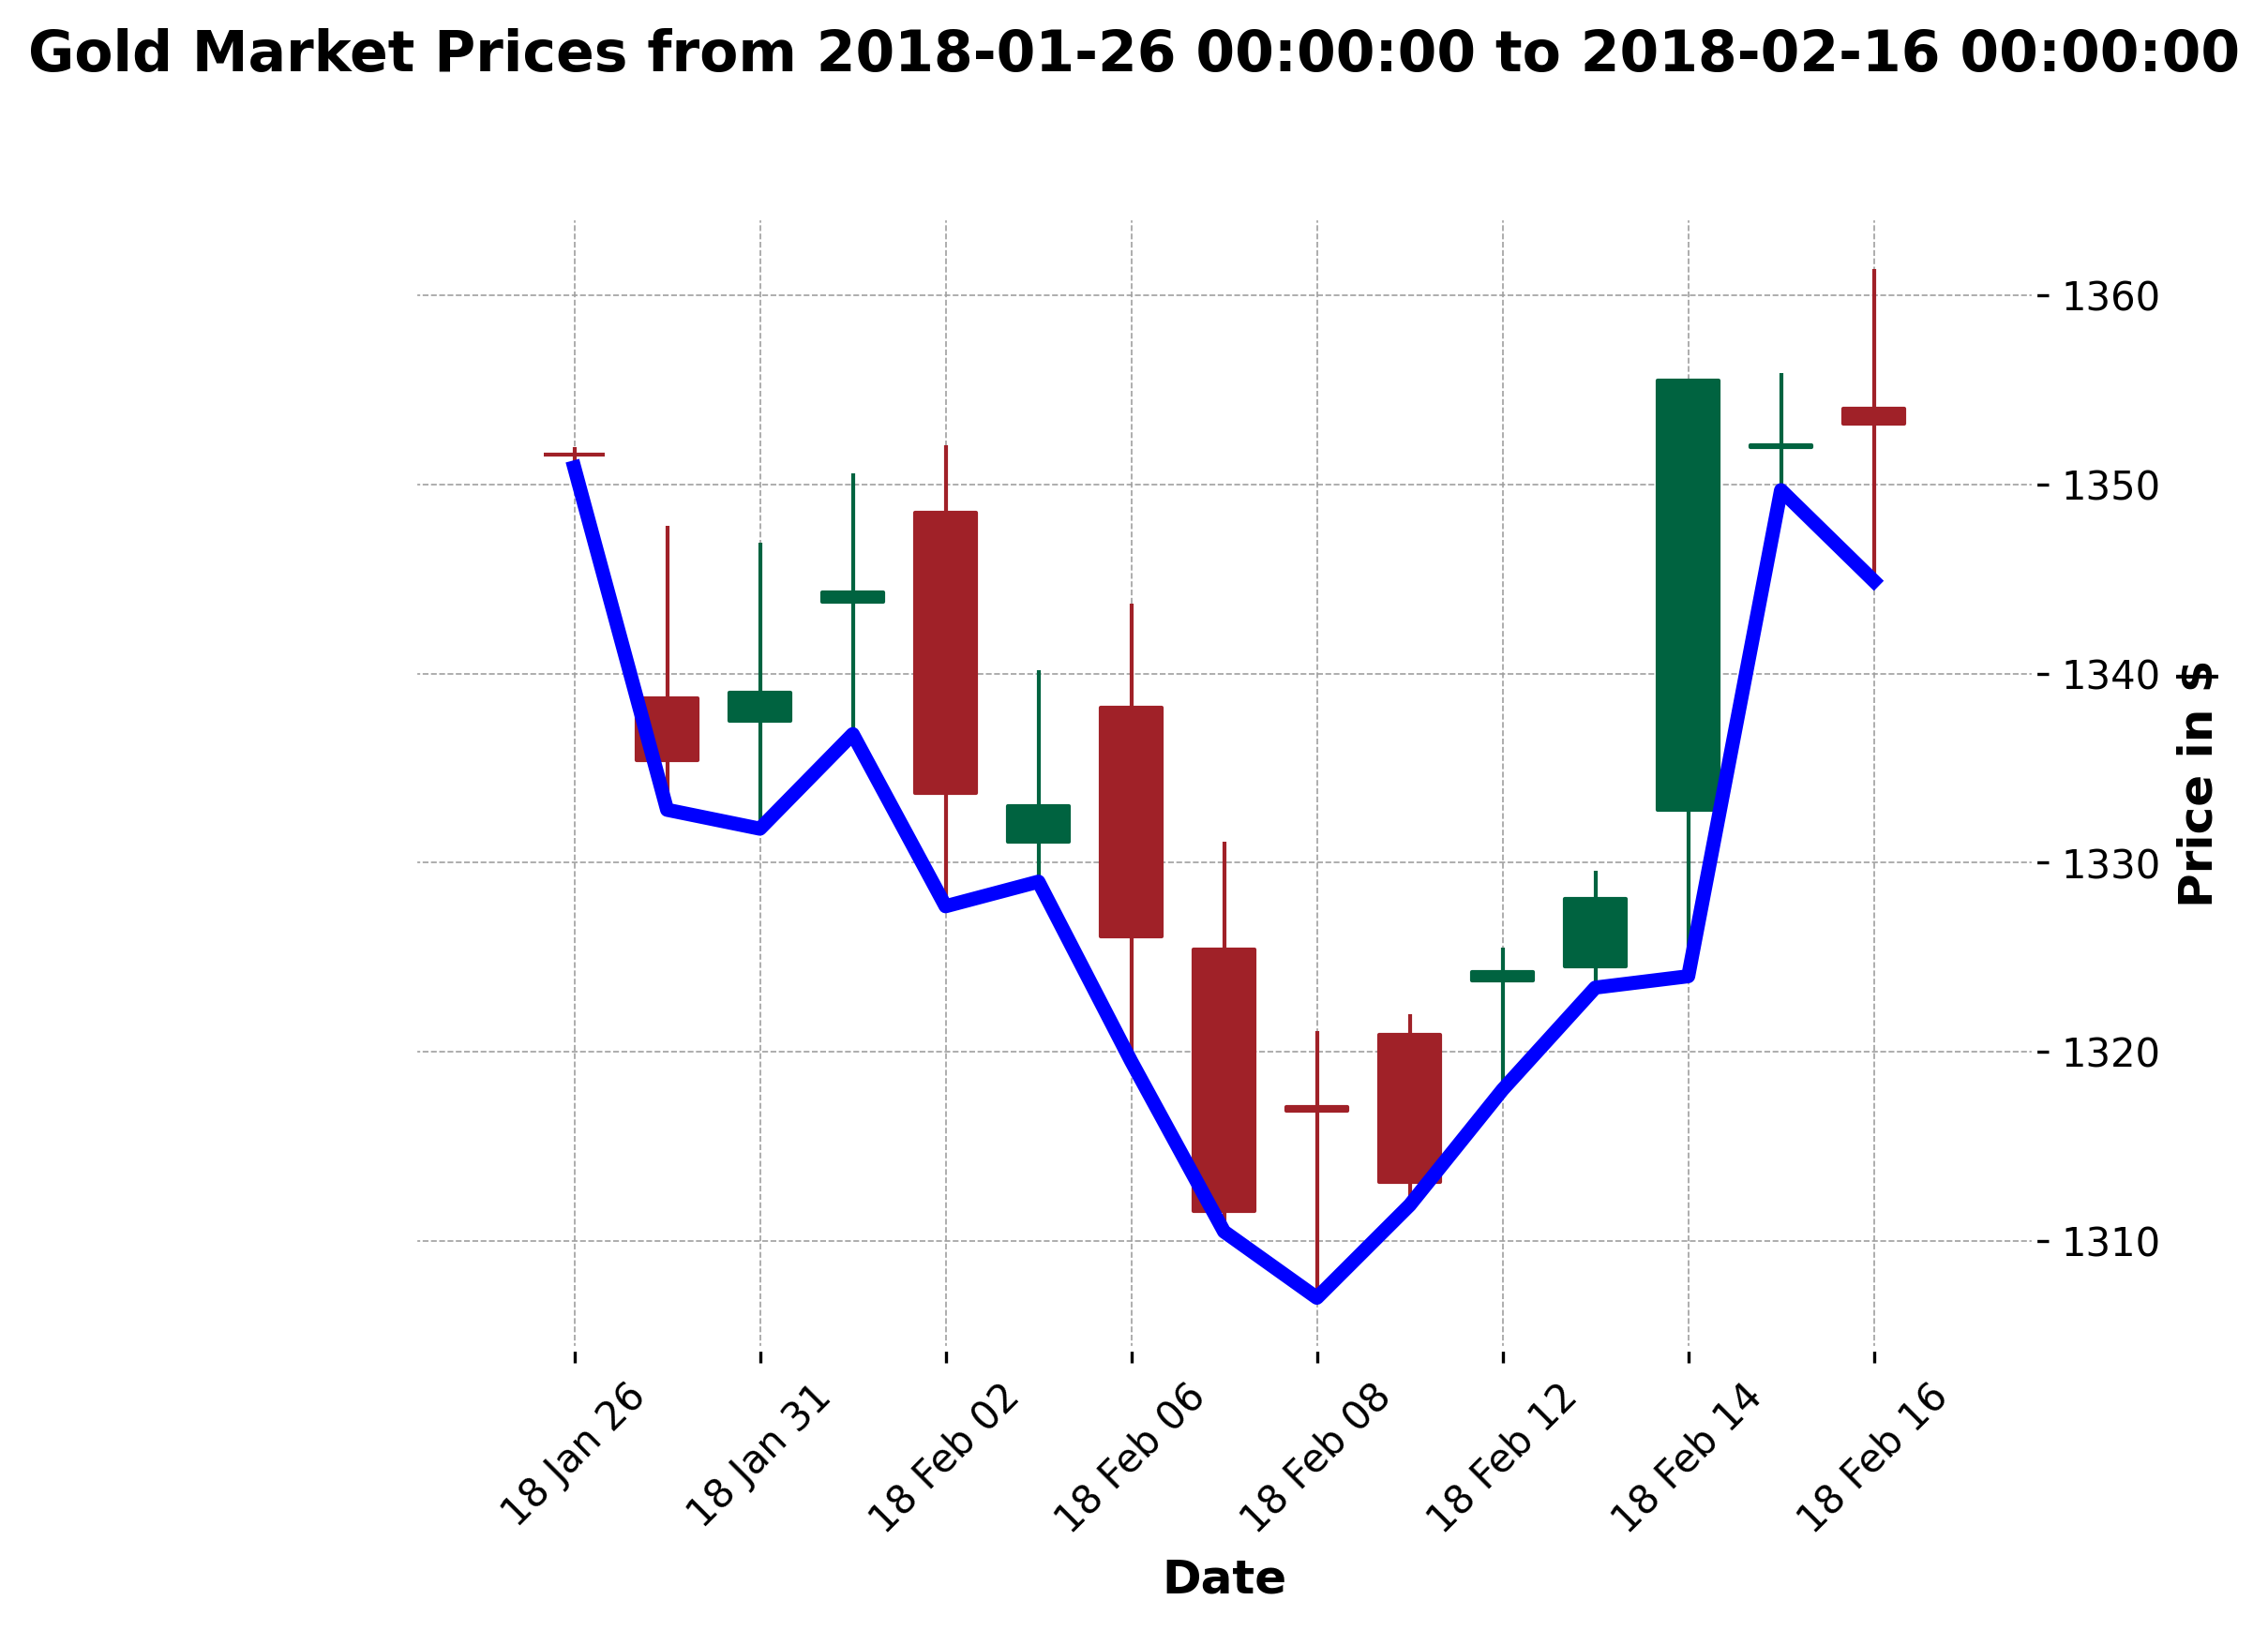 Gold Market Prices from 2018-01-26 00:00:00 to 2018-02-16 00:00:00
1360
1350
1340
1330
1320
1310
Price in $
18 Jan 26
18 Jan 31
18 Feb 02
18 Feb 06
18 Feb 08
18 Feb 12
18 Feb 14
18 Feb 16
Date